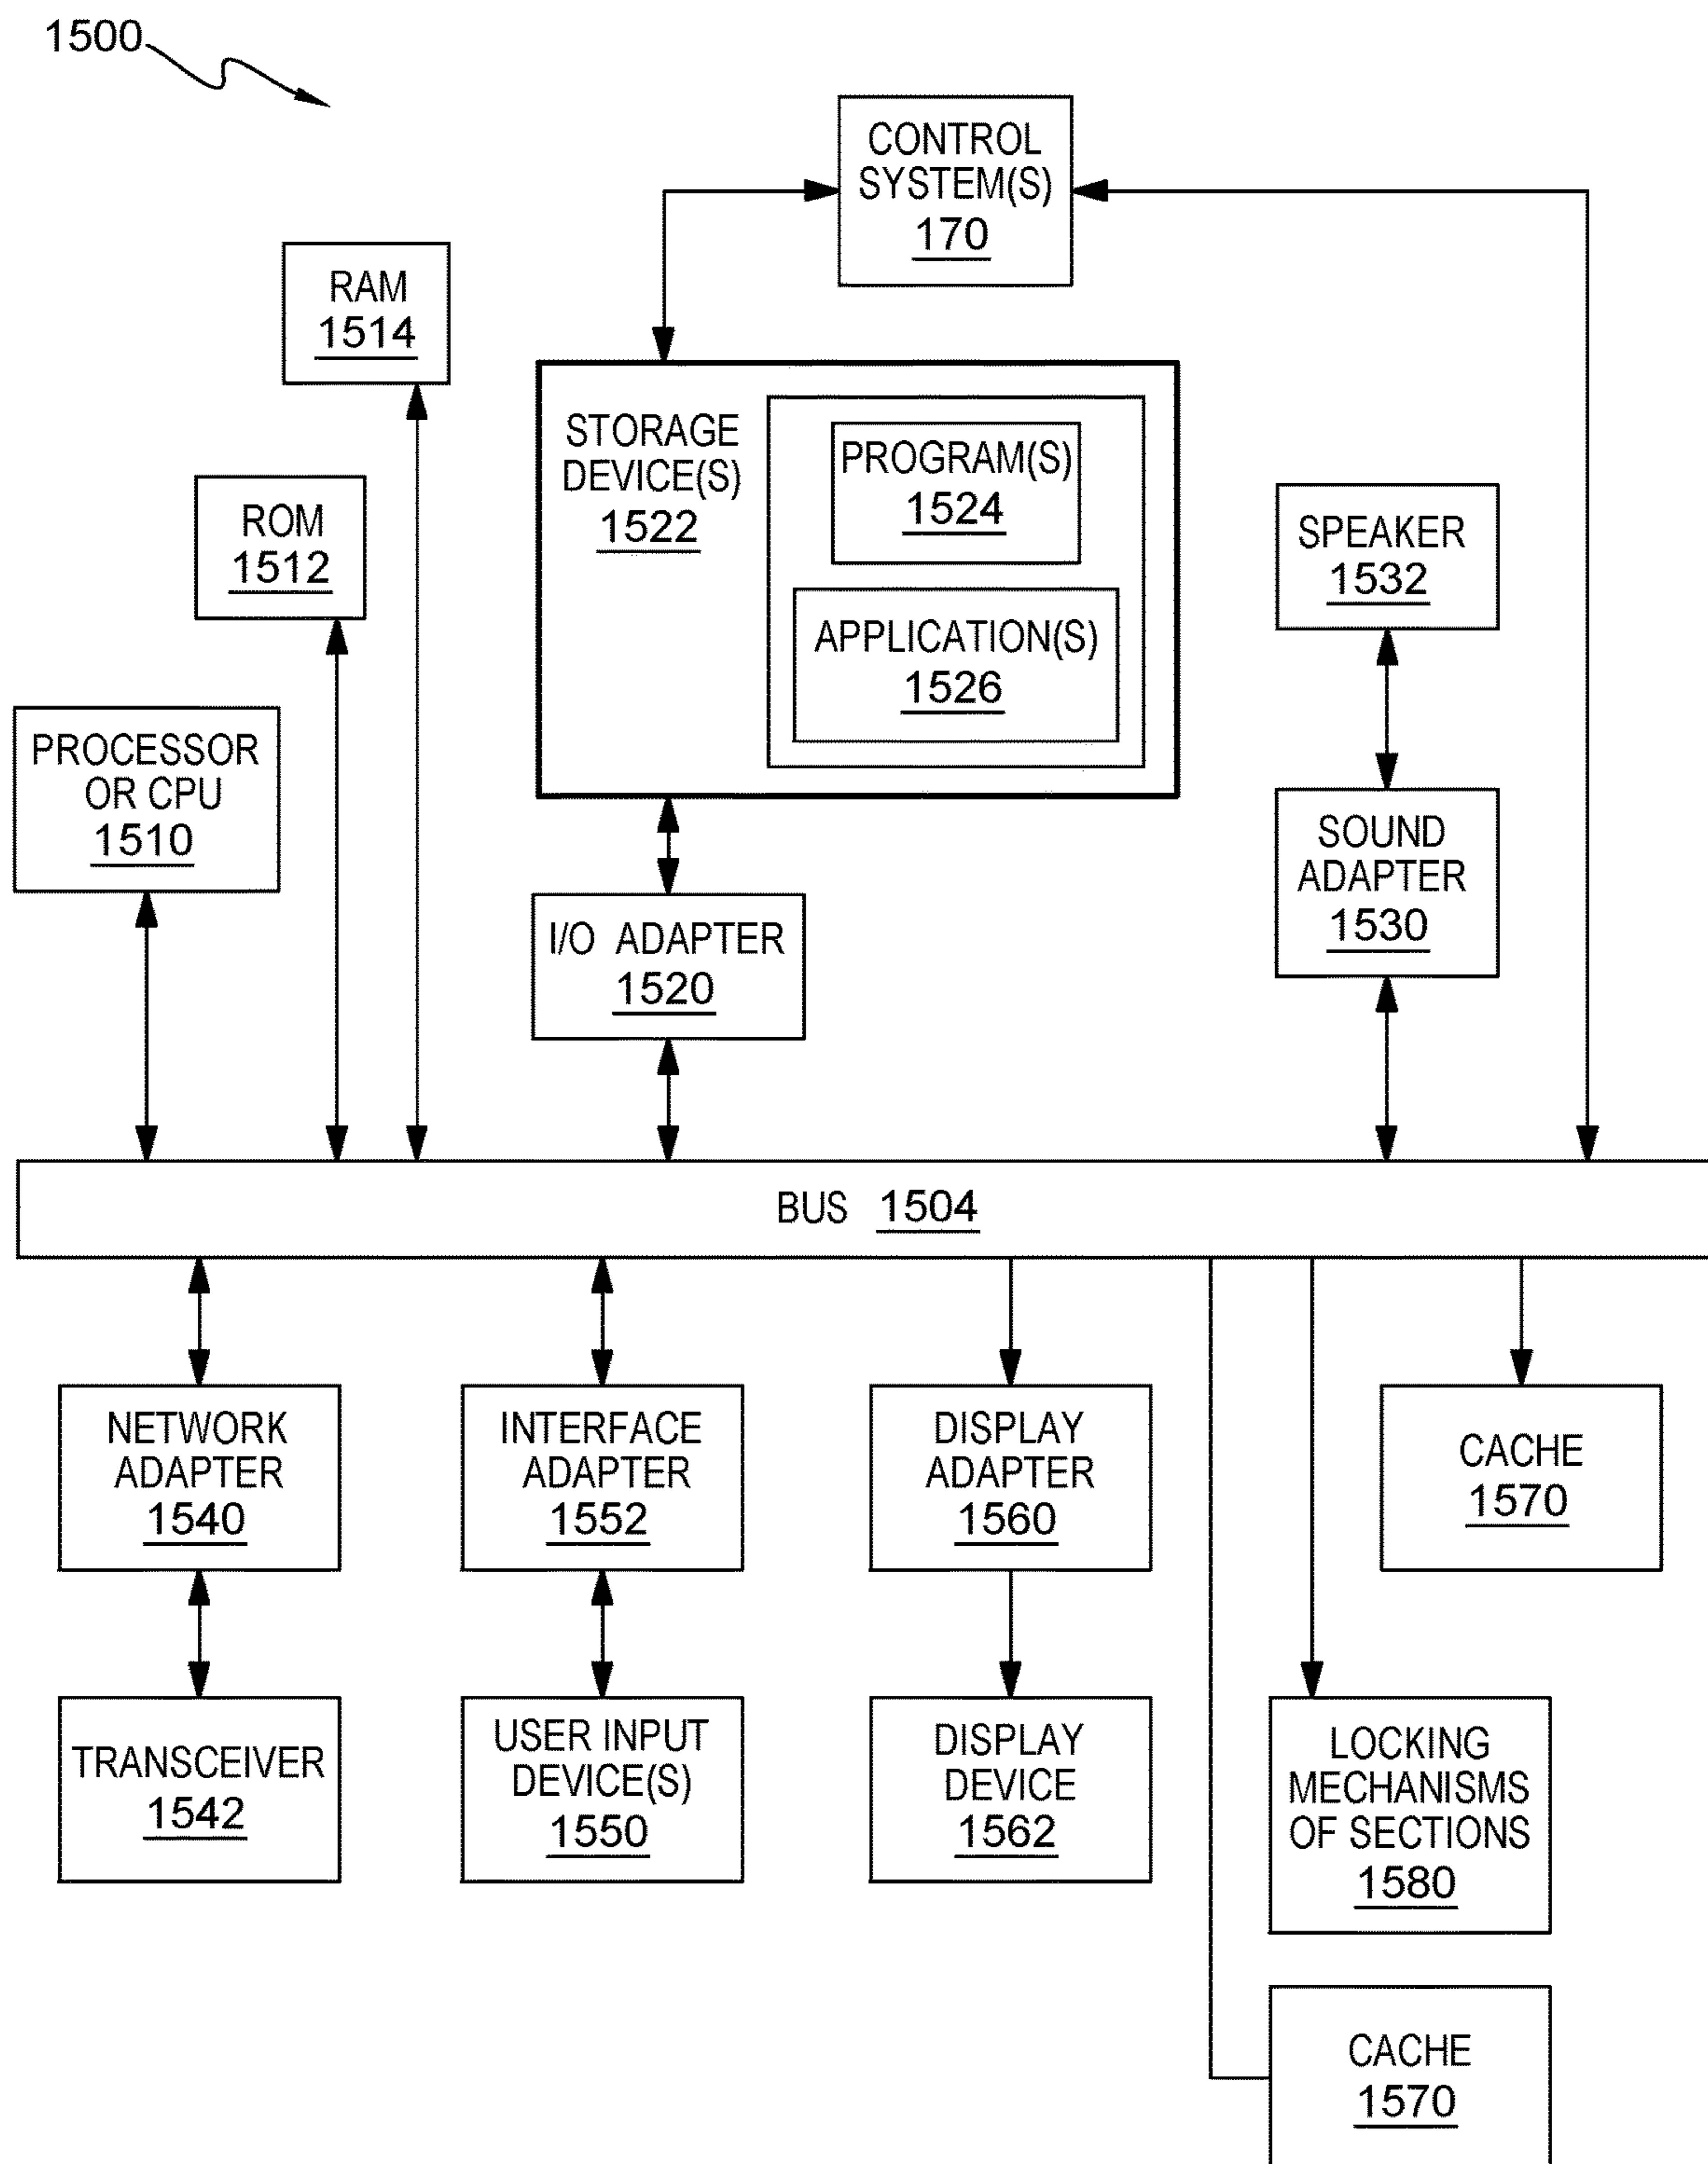 1500
CONTROL
SYSTEM(S)
170
RAM
1514
STORAGE
DEVICE(S)
1522
PROGRAM(S)
1524
ROM
1512
SPEAKER
1532
APPLICATION(S)
1526
PROCESSOR
OR CPU
1510
SOUND
ADAPTER
1530
I/O ADAPTER
1520
BUS 1504
NETWORK
ADAPTER
1540
INTERFACE
ADAPTER
1552
DISPLAY
ADAPTER
1560
CACHE
1570
TRANSCEIVER
1542
USER INPUT
DEVICE(S)
1550
DISPLAY
DEVICE
1562
LOCKING
MECHANISMS
OF SECTIONS
1580
CACHE
1570